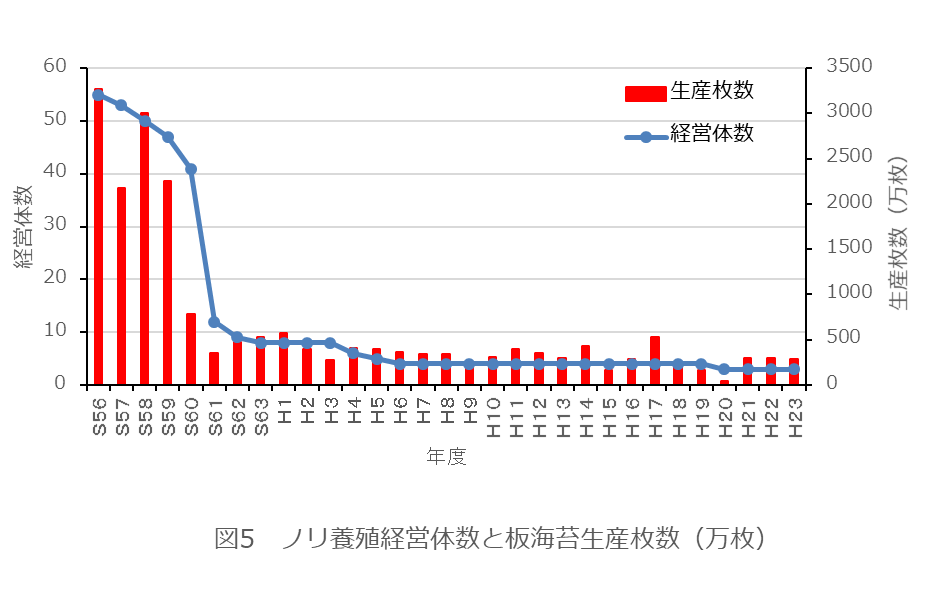 60
50
40
30
20
10
0
経営体数
3500
3000
2500
2000
1500
1000
500
0
生産枚数（万枚）
生産枚数
経営体数
S56
S57
S58
S59
S60
S61
S62
S63
H1
H2
H3
H4
H5
H6
H7
H8
H9
H10
H11
H12
H13
H14
H15
H16
H17
H18
H19
H20
H21
H22
H23
年度
図5　ノリ養殖経営体数と板海苔生産枚数（万枚）